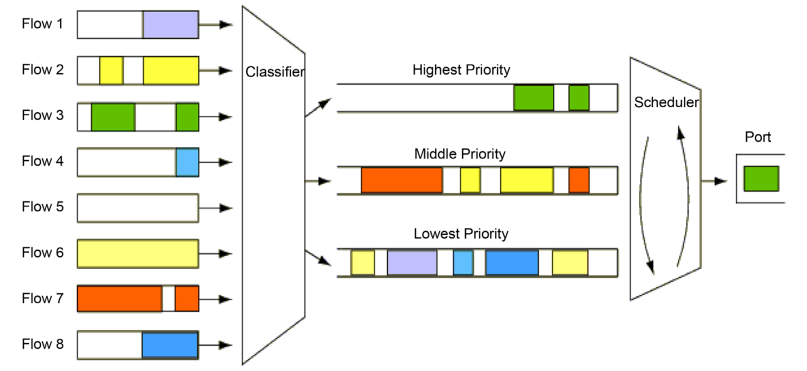 Flow 1
Flow 2
Flow 3
Flow 4
Flow 5
Flow 6
Flow 7
Flow 8
Classifier
Highest Priority
Middle Priority
Lowest Priority
Scheduler
Port